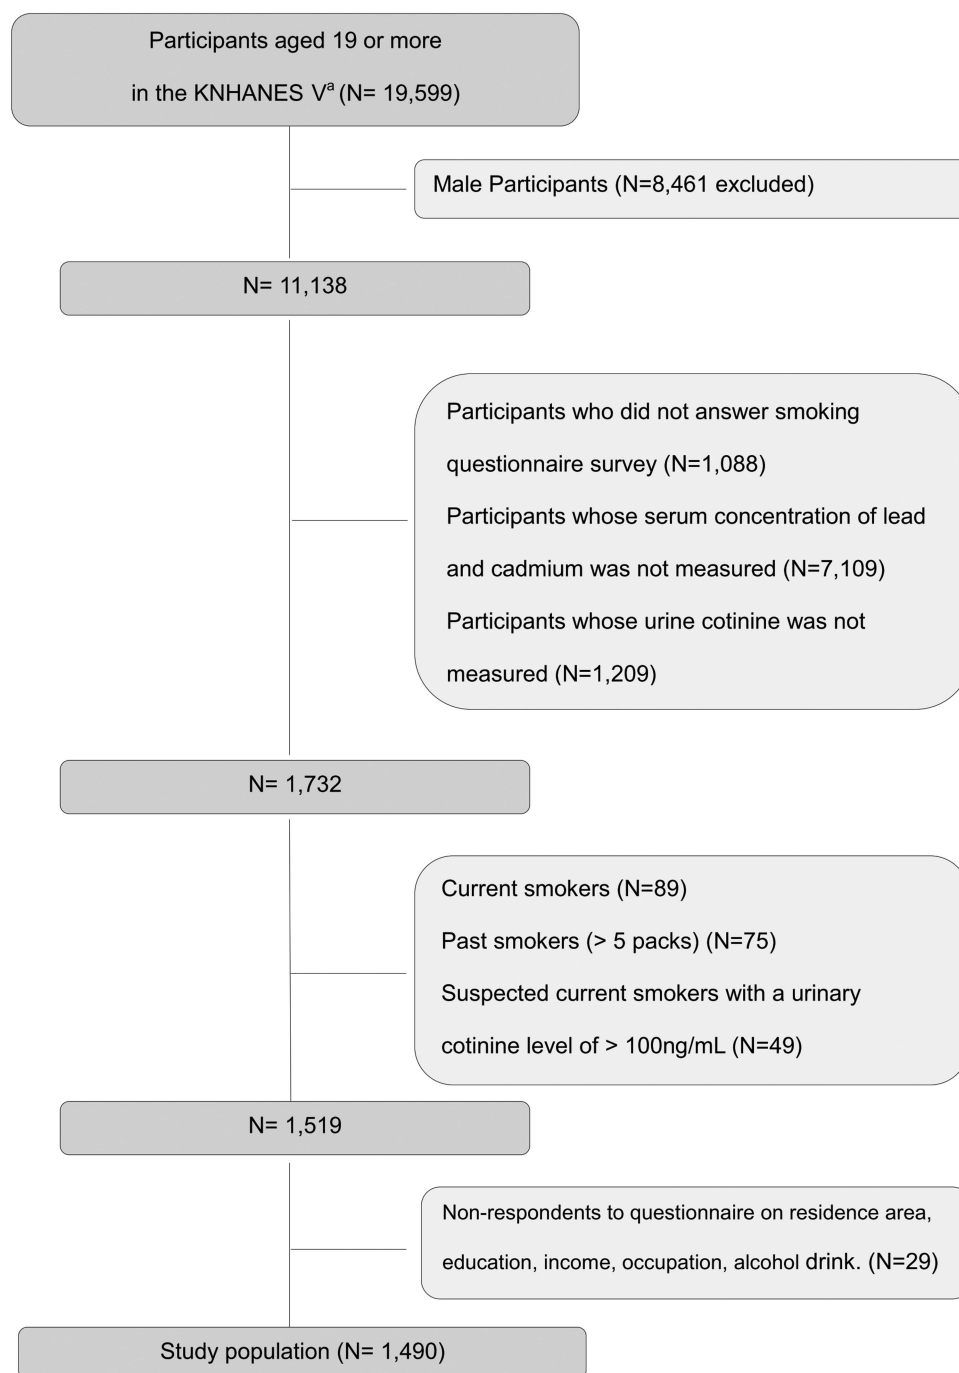 Participants aged 19 or more
in the KNHANES Vᵃ (N= 19,599)
Male Participants (N=8,461 excluded)
N= 11,138
Participants who did not answer smoking
questionnaire survey (N=1,088)
Participants whose serum concentration of lead
and cadmium was not measured (N=7,109)
Participants whose urine cotinine was not
measured (N=1,209)
N= 1,732
Current smokers (N=89)
Past smokers (> 5 packs) (N=75)
Suspected current smokers with a urinary
cotinine level of > 100ng/mL (N=49)
N= 1,519
Non-respondents to questionnaire on residence area,
education, income, occupation, alcohol drink. (N=29)
Study population (N= 1,490)